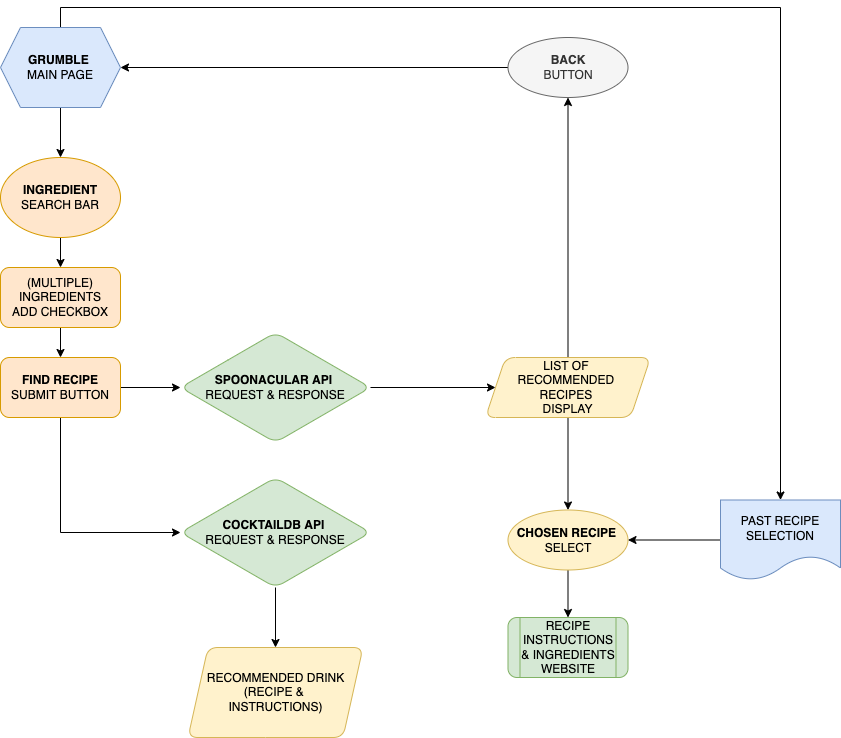 GRUMBLE
MAIN PAGE
BACK
BUTTON
INGREDIENT
SEARCH BAR
(MULTIPLE)
INGREDIENTS
ADD CHECKBOX
FIND RECIPE
SUBMIT BUTTON
SPOONACULAR API
REQUEST & RESPONSE
LIST OF
RECOMMENDED
RECIPES
DISPLAY
COCKTAILDB API
REQUEST & RESPONSE
CHOSEN RECIPE
SELECT
PAST RECIPE
SELECTION
RECIPE
INSTRUCTIONS
& INGREDIENTS
WEBSITE
RECOMMENDED DRINK
(RECIPE &
INSTRUCTIONS)